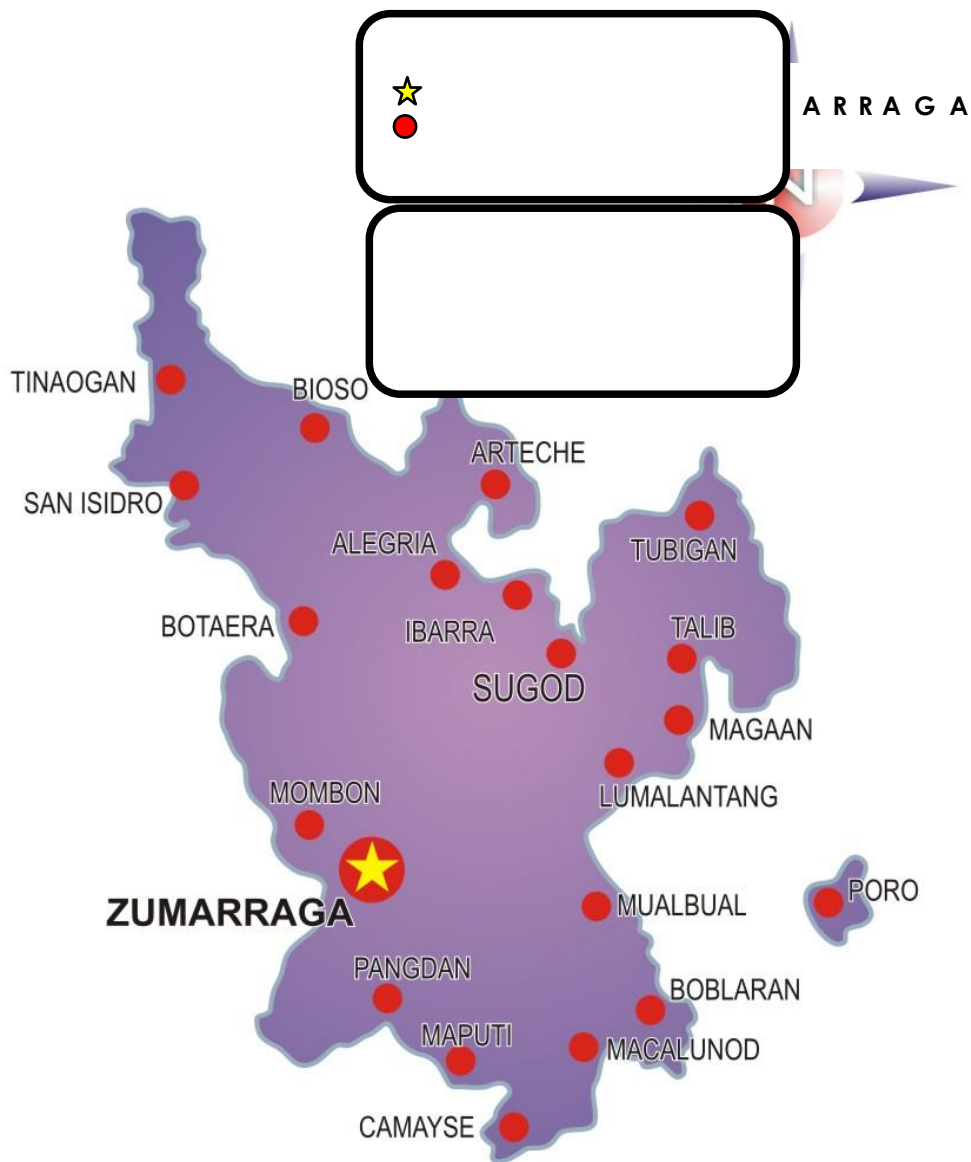 ARRAGA
TINAOGAN
BIOSO
ARTECHE
SAN ISIDRO
ALEGRIA
TUBIGAN
BOTAERA
IBARRA
TALIB
SUGOD
MAGAAN
MOMBON
LUMALANTANG
ZUMARRAGA
MUALBUAL
PORO
PANGDAN
BOBLARAN
MAPUTI
MACALUNOD
CAMAYSE